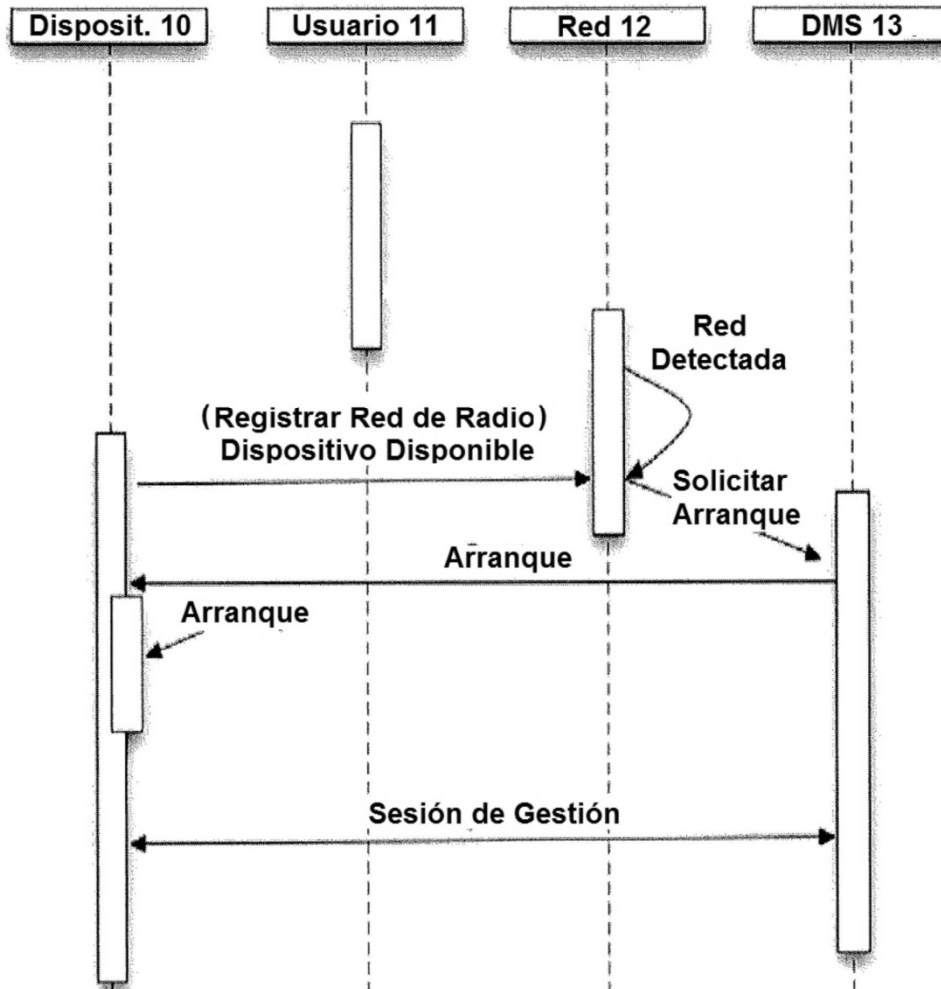 Disposit. 10
Usuario 11
Red 12
DMS 13
Red
Detectada
(Registrar Red de Radio)
Dispositivo Disponible
Solicitar
Arranque
Arranque
Arranque
Sesión de Gestión